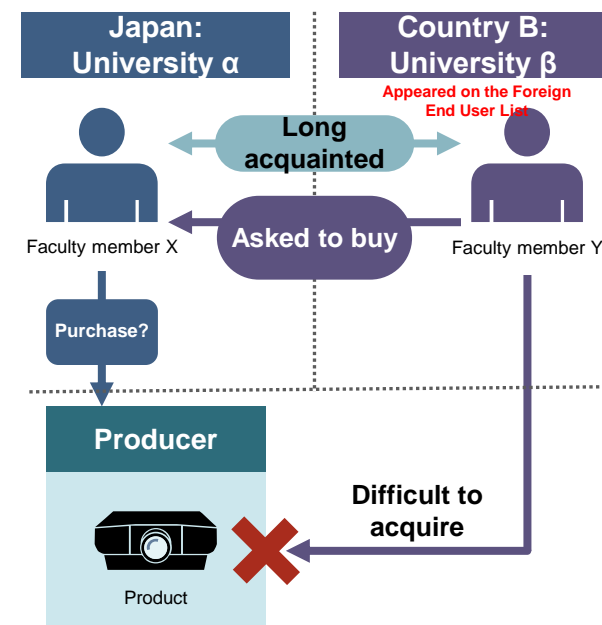 Japan:
University α
Country B:
University β
Appeared on the Foreign
End User List
Long
acquainted
Asked to buy
Faculty member X
Faculty member Y
Purchase?
Producer
Difficult to
acquire
Product